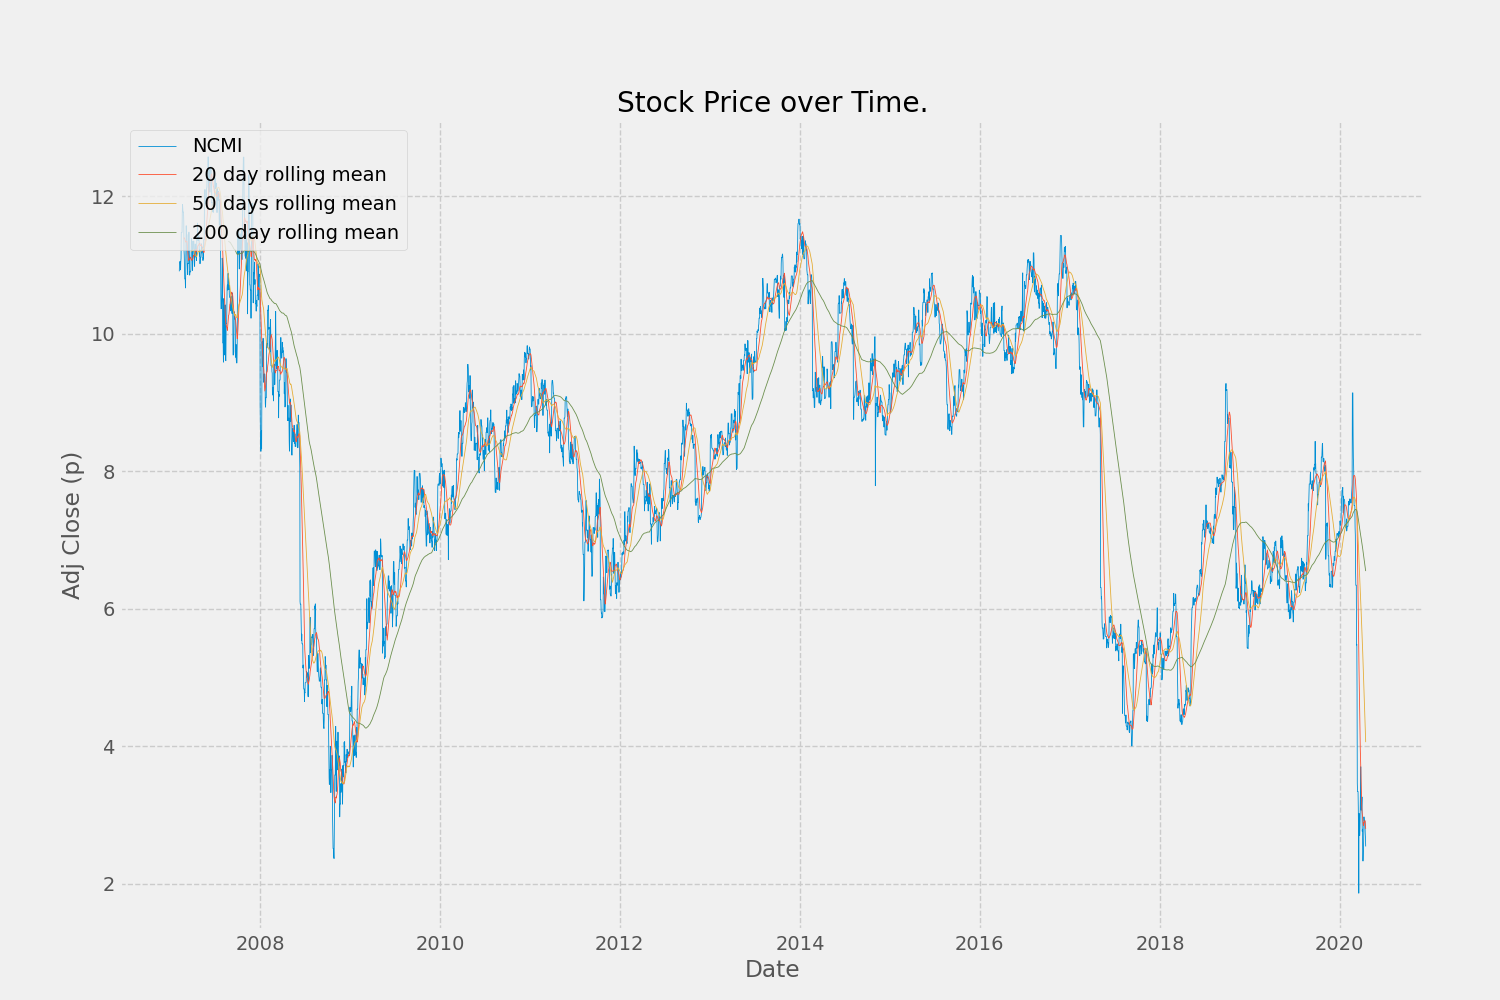 Stock Price over Time.
NCMI
20 day rolling mean
50 days rolling mean
200 day rolling mean
Adj Close (p)
12
10
8
6
4
2
2008 2010 2012 2014 2016 2018 2020
Date